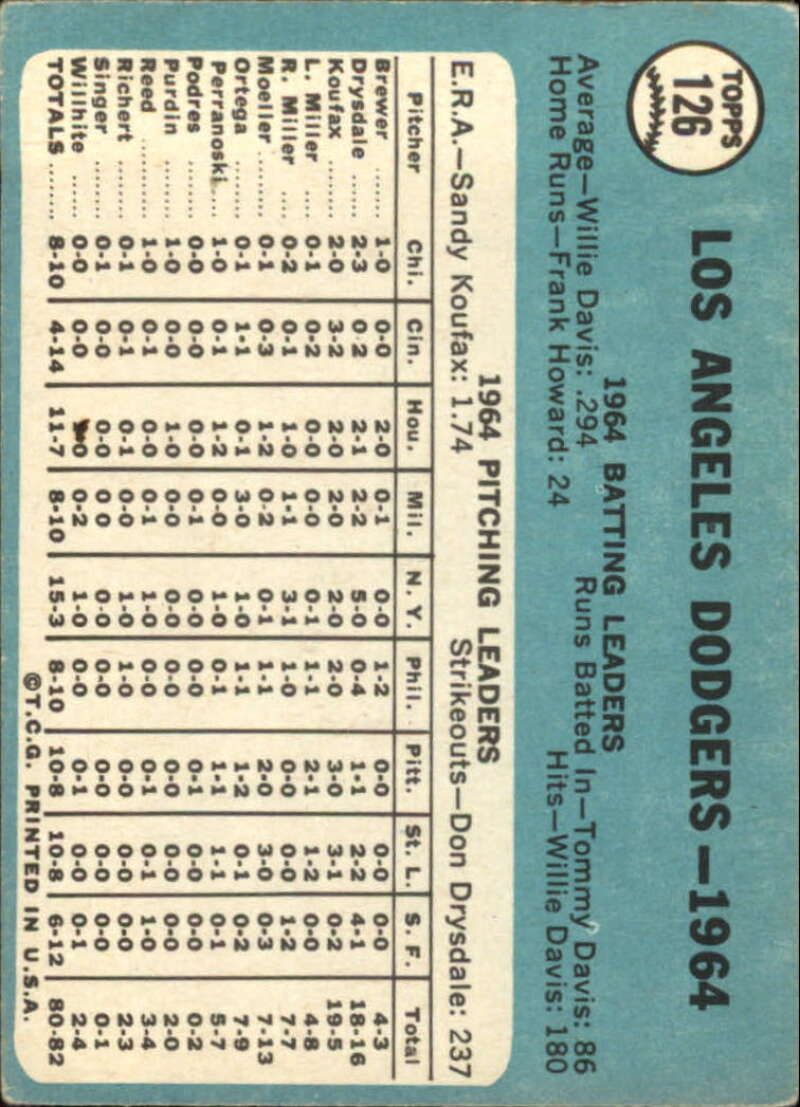 TOPPS
126
LOS ANGELES DODGERS—1964
1964 BATTING LEADERS
Average—Willie Davis: .294 Runs Batted In—Tommy Davis: 86
Home Runs—Frank Howard: 24 Hits—Willie Davis: 180
1964 PITCHING LEADERS
E.R.A.—Sandy Koufax: 1.74 Strikeouts—Don Drysdale: 237
Pitcher Chi. Cin. Hou. Mil. N. Y. Phil. Pitt. St. L. S. F. Total
Brewer ........ 1-0 0-0 2-0 0-1 0-0 1-2 0-0 0-0 0-0 4-3
Drysdale ...... 2-3 0 2 2-1 2-2 5-0 0-4 1-1 2-2 4-1 18-16
Koufax ........ 2-0 3-2 2-0 2-0 2-0 2-0 3-0 3-1 0-2 19-5
L. Miller ..... 0-1 0-2 0-0 0-0 0-1 1-1 2-1 1-2 0-0 4-8
R. Miller .... 0-2 0-1 1-0 1-1 3-1 1-0 0-0 0-0 1-2 7-7
Moeller ....... 0-1 0-3 1-2 0-2 0-1 1-1 2-0 3-0 0-3 7-13
Ortega ........ 0-1 1-1 0-1 3-0 1-0 1-1 1-2 0-1 0-2 7-9
Perranoski .... 1-0 0-1 1-2 0-0 1-0 0-1 1-1 1-1 0-1 5-7
Podres ........ 0-0 0-0 0-0 0-1 0-0 0-0 0-1 0-0 0-0 0-2
Purdin ........ 1-0 0-0 1-0 0-0 0-0 0-0 0-0 0-0 0-0 2-0
Reed .......... 1-0 0-1 0-0 0-1 1-0 0-0 0-1 0-1 1-0 3-4
Richert ....... 0-1 0-1 0-1 0-0 1-0 1-0 0-0 0-0 0-0 2-3
Singer ........ 0-1 0-0 0-0 0 0 0-0 0-0 0-0 0-0 0-0 0-1
Willhite ...... 0-0 0-0 -0 0-2 1-0 0-0 0-1 0-0 0-1 2-4
TOTALS ....... 8-10 4-14 11-7 8-10 15-3 8-10 10-8 10-8 6-12 80-82
©T.C.G. PRINTED IN U.S.A.